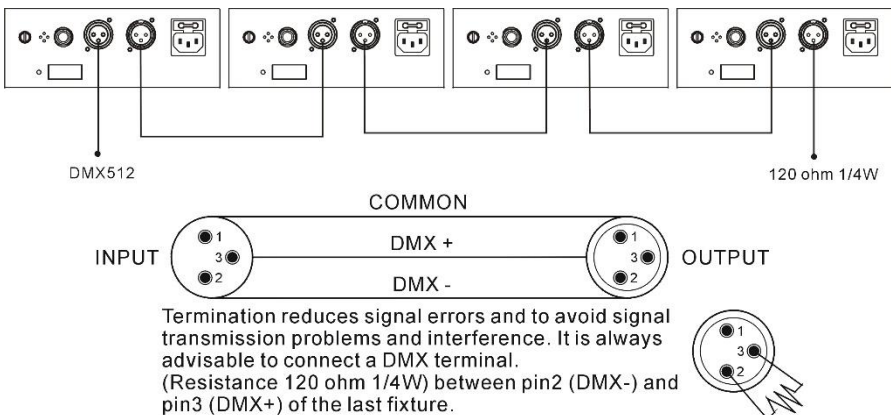 DMX512
120 ohm 1/4W
COMMON
INPUT
1
DMX +
3
2
DMX -
1
3
2
OUTPUT
Termination reduces signal errors and to avoid signal
transmission problems and interference. It is always
advisable to connect a DMX terminal.
(Resistance 120 ohm 1/4W) between pin2 (DMX-) and
pin3 (DMX+) of the last fixture.
1
3
2